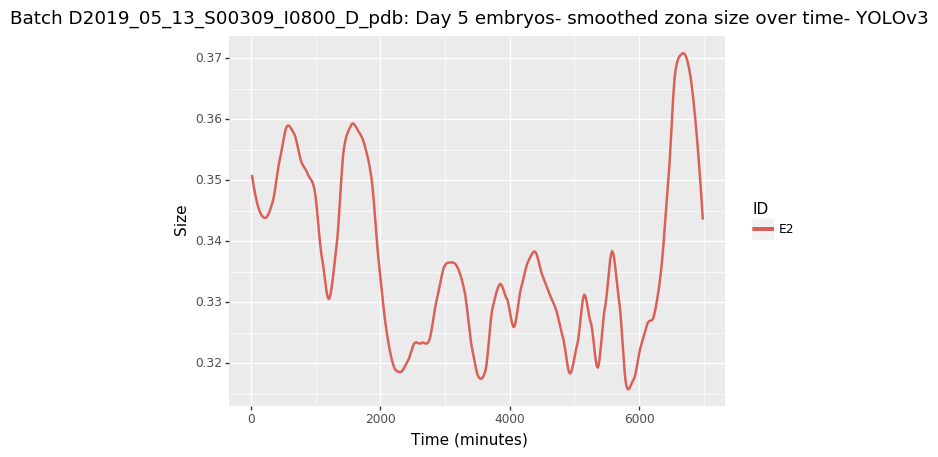 Batch D2019_05_13_S00309_I0800_D_pdb: Day 5 embryos- smoothed zona size over time- YOLOv3
0.37
0.36
0.35
0.34
0.33
0.32
Size
0
2000
4000
6000
Time (minutes)
ID
E2